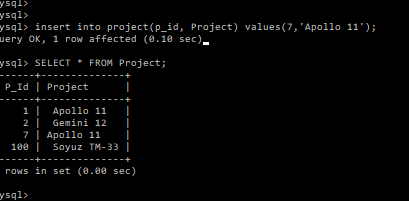 ysql>
ysql> insert into project(p_id, Project) values(7,'Apollo 11');
uery OK, 1 row affected (0.10 sec)
ysql> SELECT * FROM Project;
------+--------------+
P_Id | Project      |
------+--------------+
1 |  Apollo 11   |
2 |  Gemini 12   |
7 | Apollo 11    |
100 |  Soyuz TM-33 |
------+--------------+
rows in set (0.00 sec)
ysql>